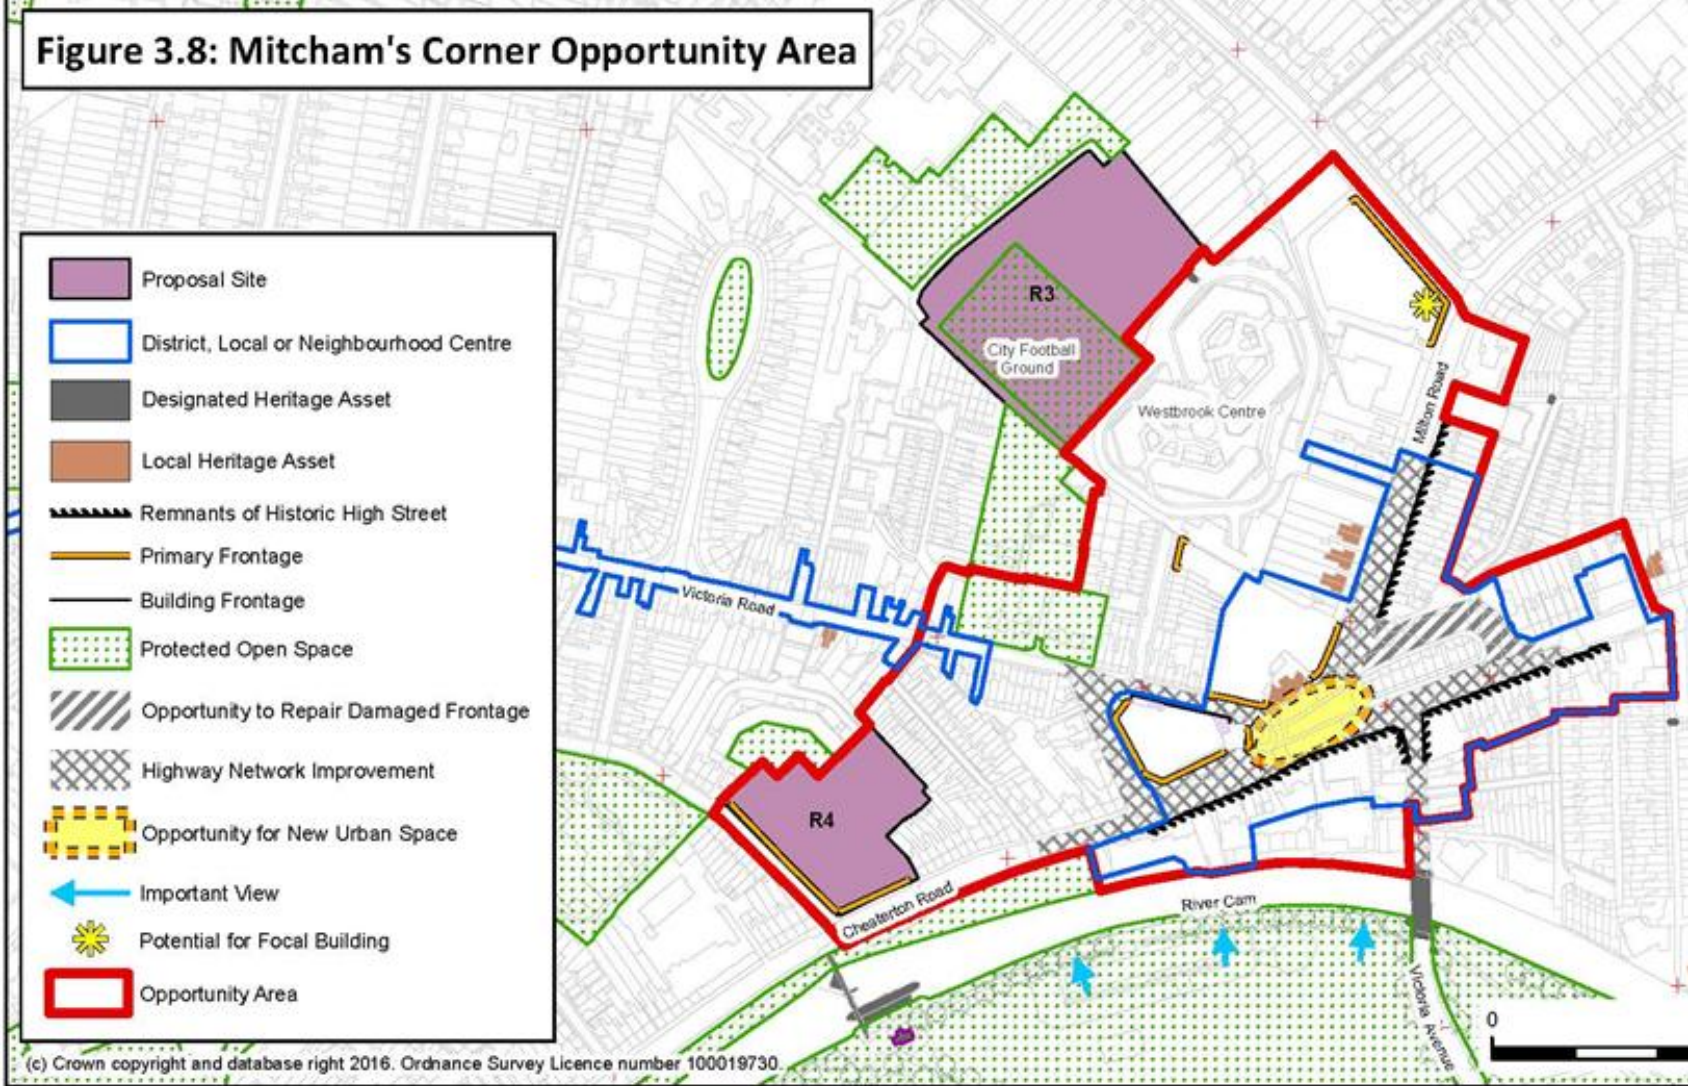 Figure 3.8: Mitcham's Corner Opportunity Area
Proposal Site
District, Local or Neighbourhood Centre
Designated Heritage Asset
Local Heritage Asset
Remnants of Historic High Street
Primary Frontage
Building Frontage
Protected Open Space
Opportunity to Repair Damaged Frontage
Highway Network Improvement
Opportunity for New Urban Space
Important View
Potential for Focal Building
Opportunity Area
R3
City Football
Ground
Westbrook Centre
Milton Road
Victoria Road
R4
Chesterton Road
River Cam
Victoria Avenue
0
(c) Crown copyright and database right 2016. Ordnance Survey Licence number 100019730.